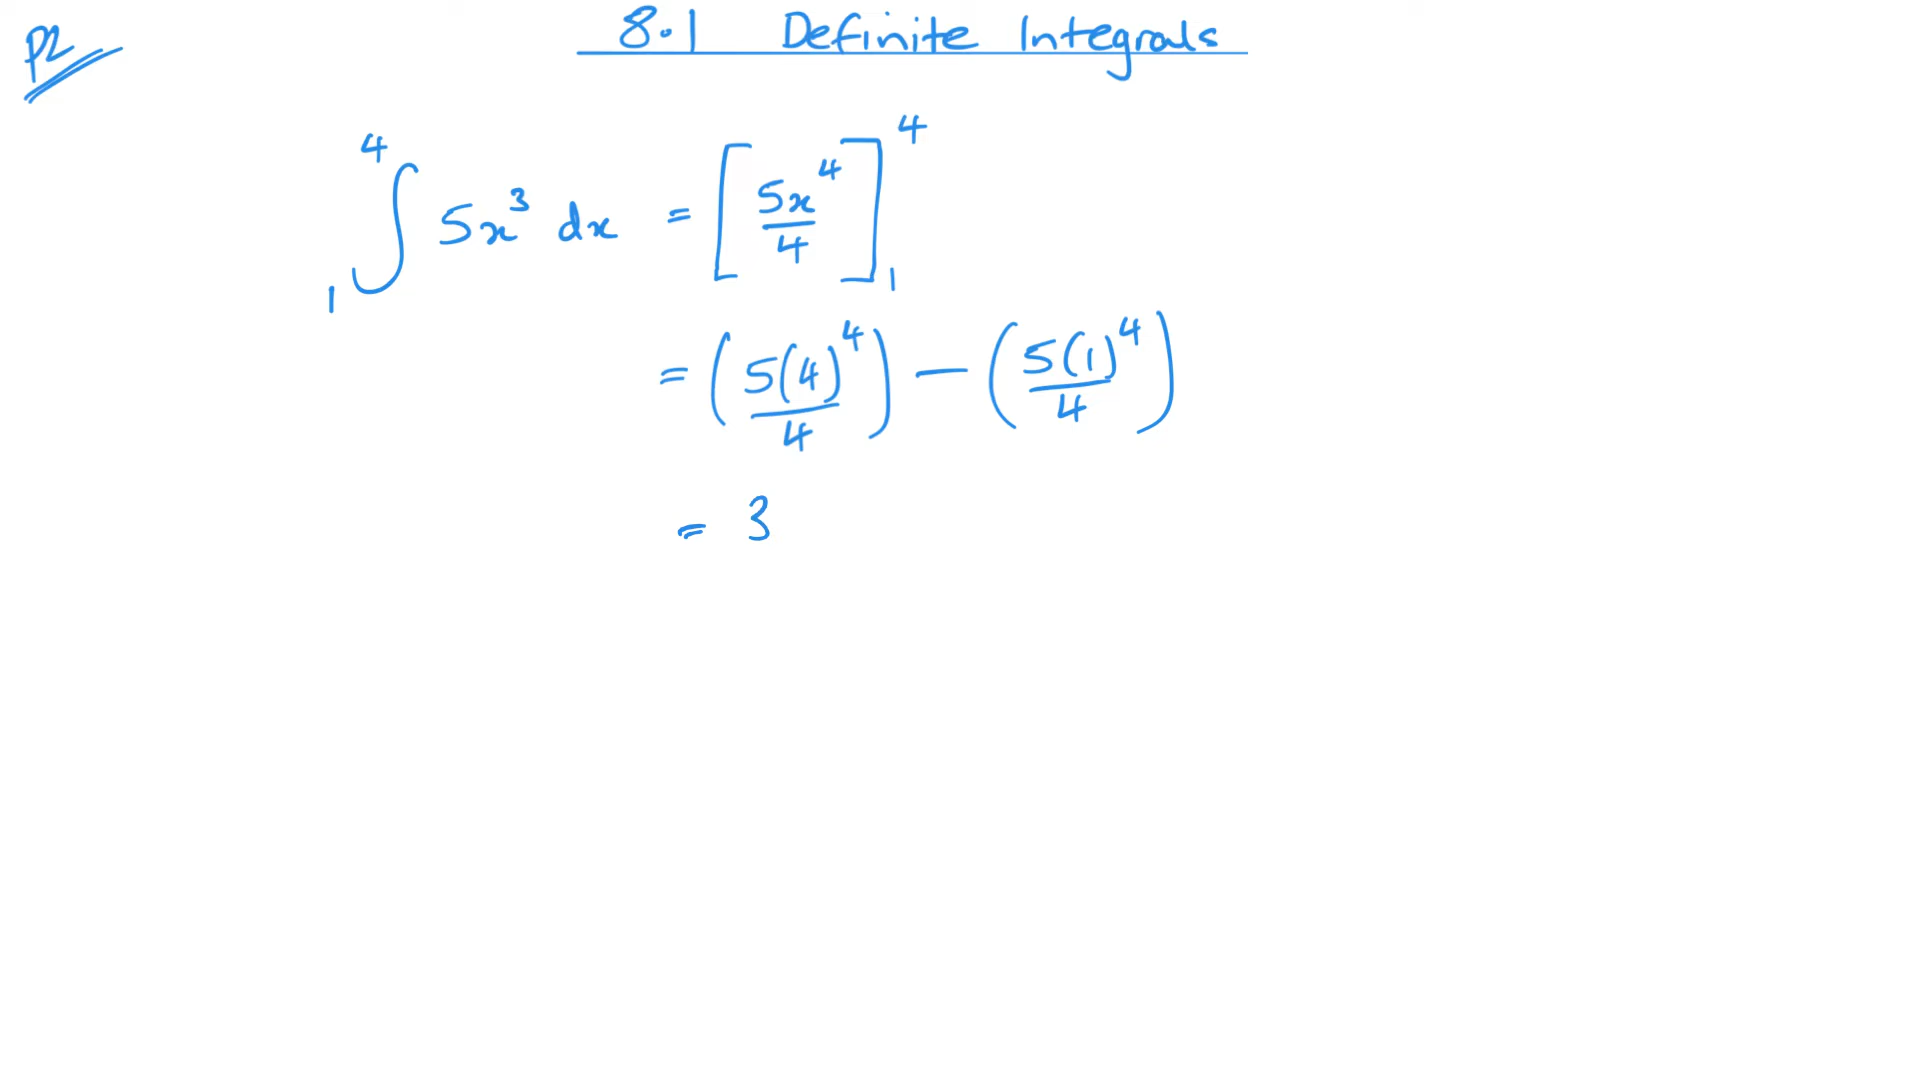 P2
8.1 Definite Integrals
∫₁⁴ 5x³ dx = [5x⁴/4]₁⁴
= (5(4)⁴/4) − (5(1)⁴/4)
= 3